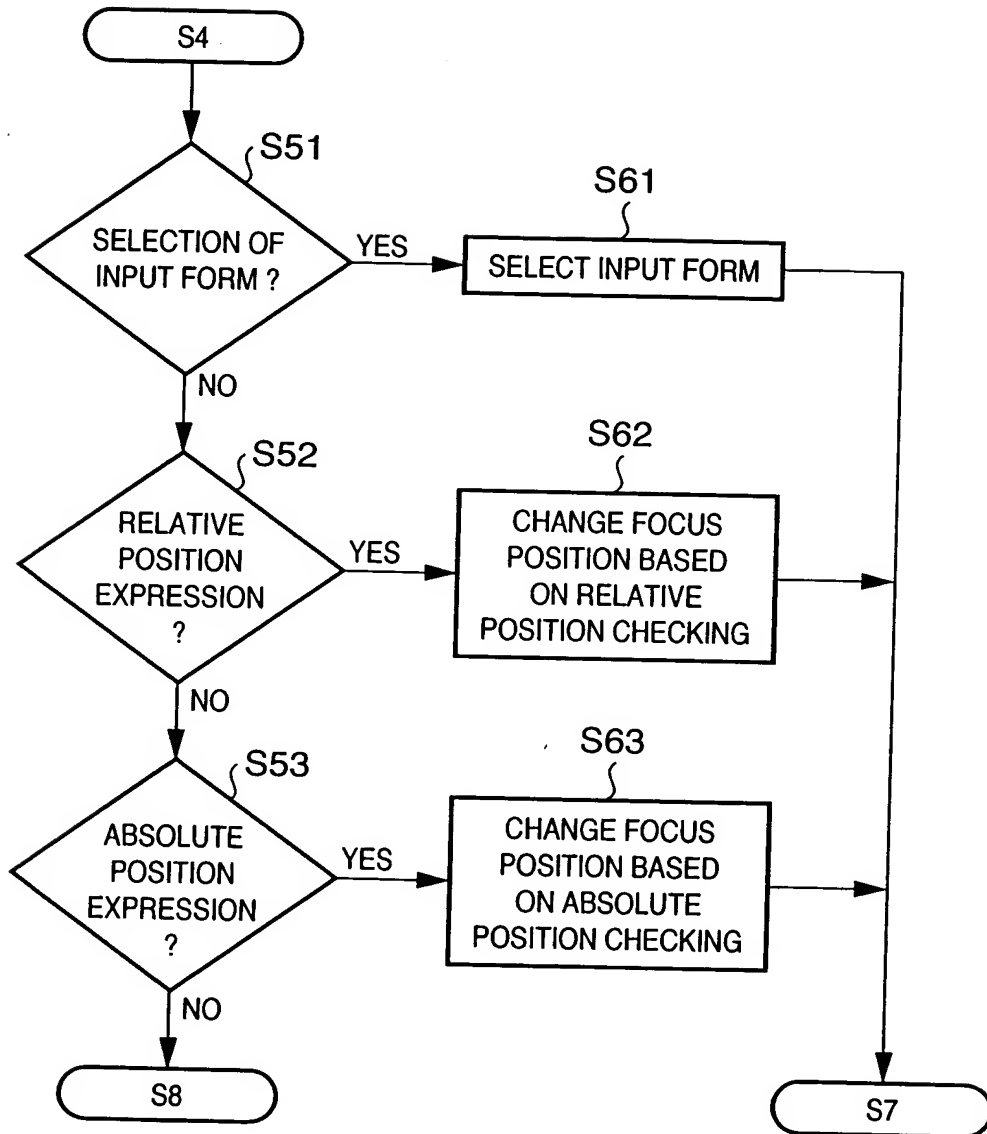 S4
S51
SELECTION OF
INPUT FORM ?
YES
S61
SELECT INPUT FORM
NO
S52
RELATIVE
POSITION
EXPRESSION
?
YES
S62
CHANGE FOCUS
POSITION BASED
ON RELATIVE
POSITION CHECKING
NO
S53
ABSOLUTE
POSITION
EXPRESSION
?
YES
S63
CHANGE FOCUS
POSITION BASED
ON ABSOLUTE
POSITION CHECKING
NO
S8
S7